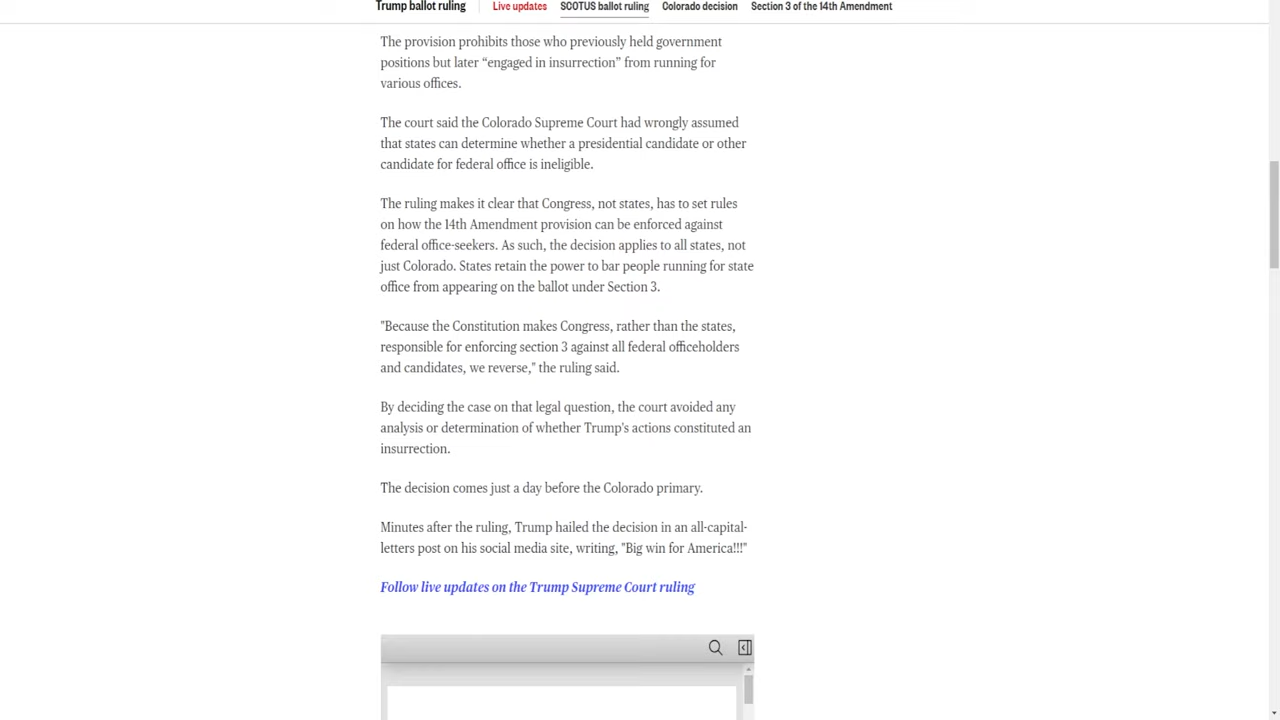 Trump ballot ruling Live updates SCOTUS ballot ruling Colorado decision Section 3 of the 14th Amendment
The provision prohibits those who previously held government
positions but later “engaged in insurrection” from running for
various offices.
The court said the Colorado Supreme Court had wrongly assumed
that states can determine whether a presidential candidate or other
candidate for federal office is ineligible.
The ruling makes it clear that Congress, not states, has to set rules
on how the 14th Amendment provision can be enforced against
federal office-seekers. As such, the decision applies to all states, not
just Colorado. States retain the power to bar people running for state
office from appearing on the ballot under Section 3.
"Because the Constitution makes Congress, rather than the states,
responsible for enforcing section 3 against all federal officeholders
and candidates, we reverse," the ruling said.
By deciding the case on that legal question, the court avoided any
analysis or determination of whether Trump's actions constituted an
insurrection.
The decision comes just a day before the Colorado primary.
Minutes after the ruling, Trump hailed the decision in an all-capital-
letters post on his social media site, writing, "Big win for America!!!"
Follow live updates on the Trump Supreme Court ruling